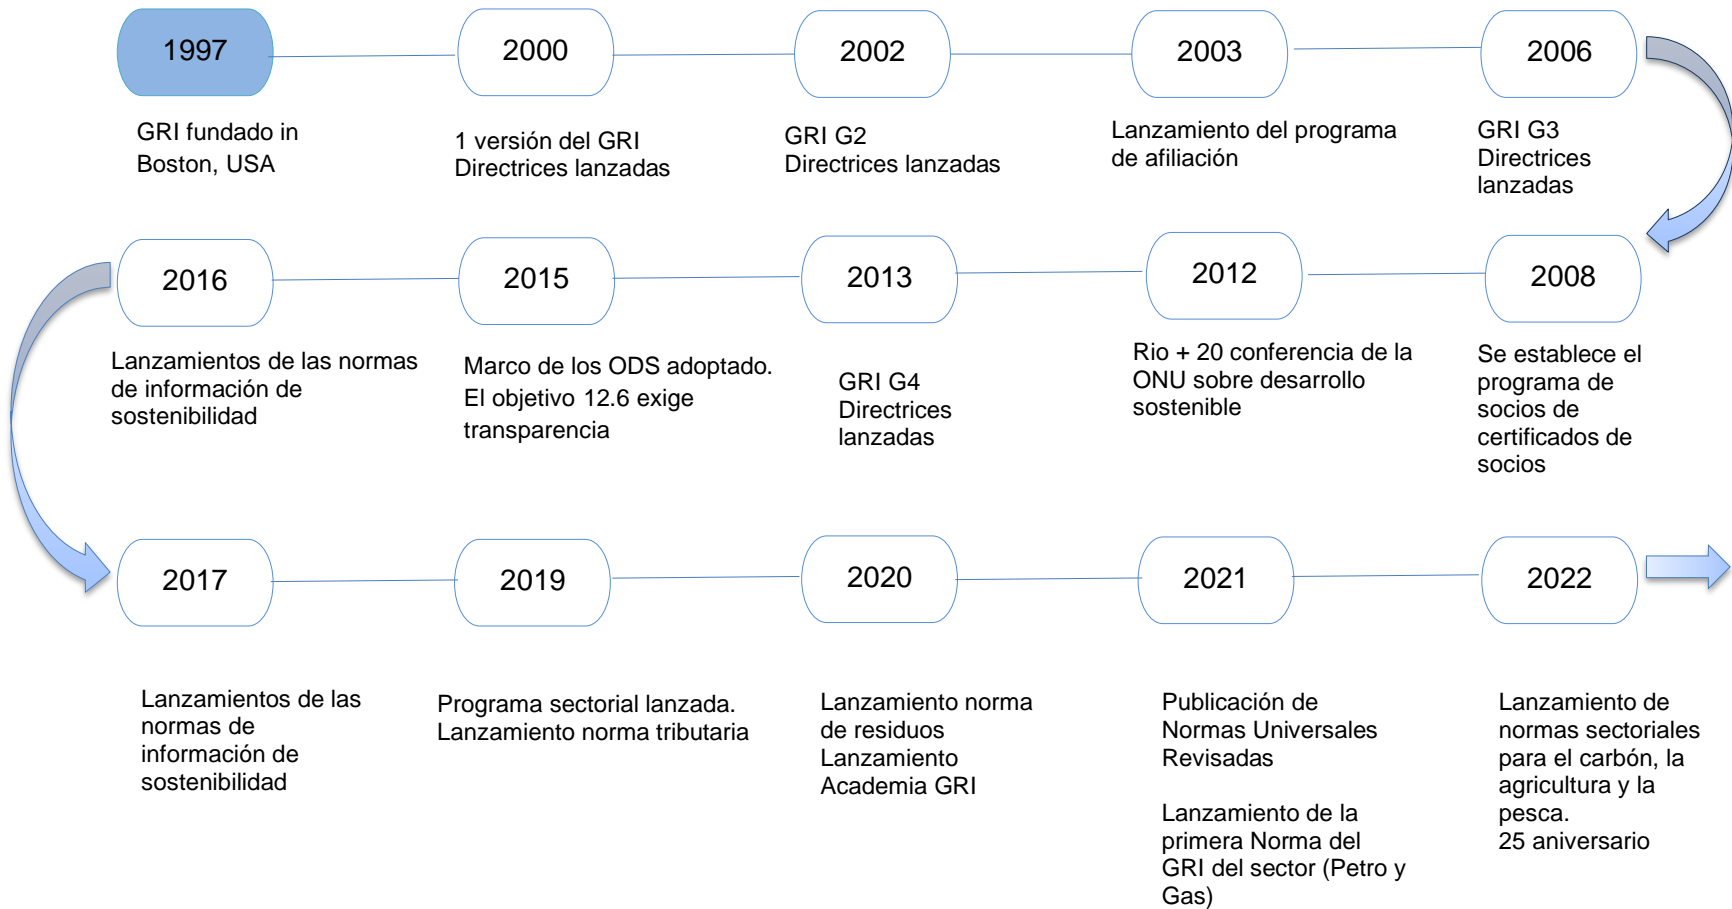 1997
GRI fundado in
Boston, USA
2000
1 versión del GRI
Directrices lanzadas
2002
GRI G2
Directrices lanzadas
2003
Lanzamiento del programa
de afiliación
2006
GRI G3
Directrices
lanzadas
2016
Lanzamientos de las normas
de información de
sostenibilidad
2015
Marco de los ODS adoptado.
El objetivo 12.6 exige
transparencia
2013
GRI G4
Directrices
lanzadas
2012
Rio + 20 conferencia de la
ONU sobre desarrollo
sostenible
2008
Se establece el
programa de
socios de
certificados de
socios
2017
Lanzamientos de las
normas de
información de
sostenibilidad
2019
Programa sectorial lanzada.
Lanzamiento norma tributaria
2020
Lanzamiento norma
de residuos
Lanzamiento
Academia GRI
2021
Publicación de
Normas Universales
Revisadas
Lanzamiento de la
primera Norma del
GRI del sector (Petro y
Gas)
2022
Lanzamiento de
normas sectoriales
para el carbón, la
agricultura y la
pesca.
25 aniversario